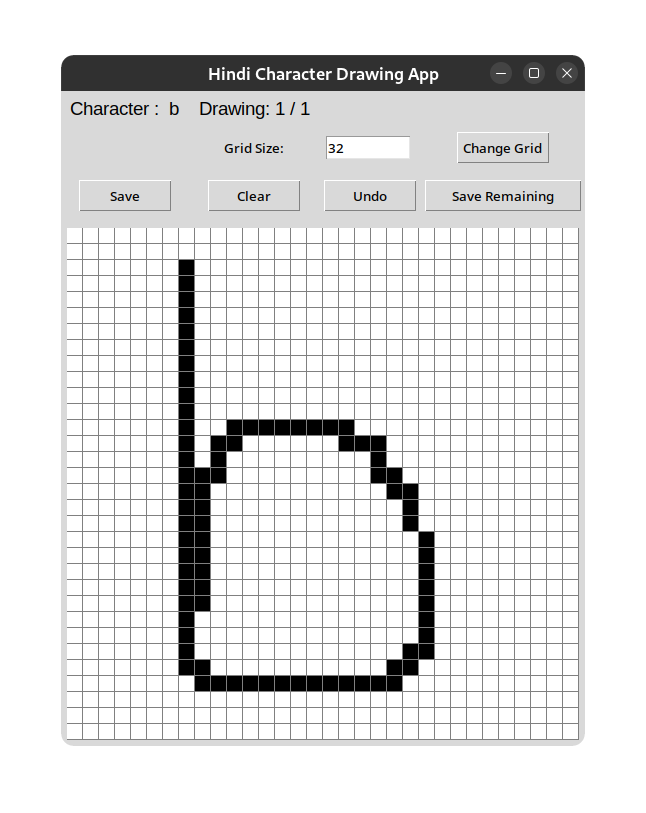 Hindi Character Drawing App
Character : b Drawing: 1 / 1
Grid Size: 32 Change Grid
Save Clear Undo Save Remaining
b